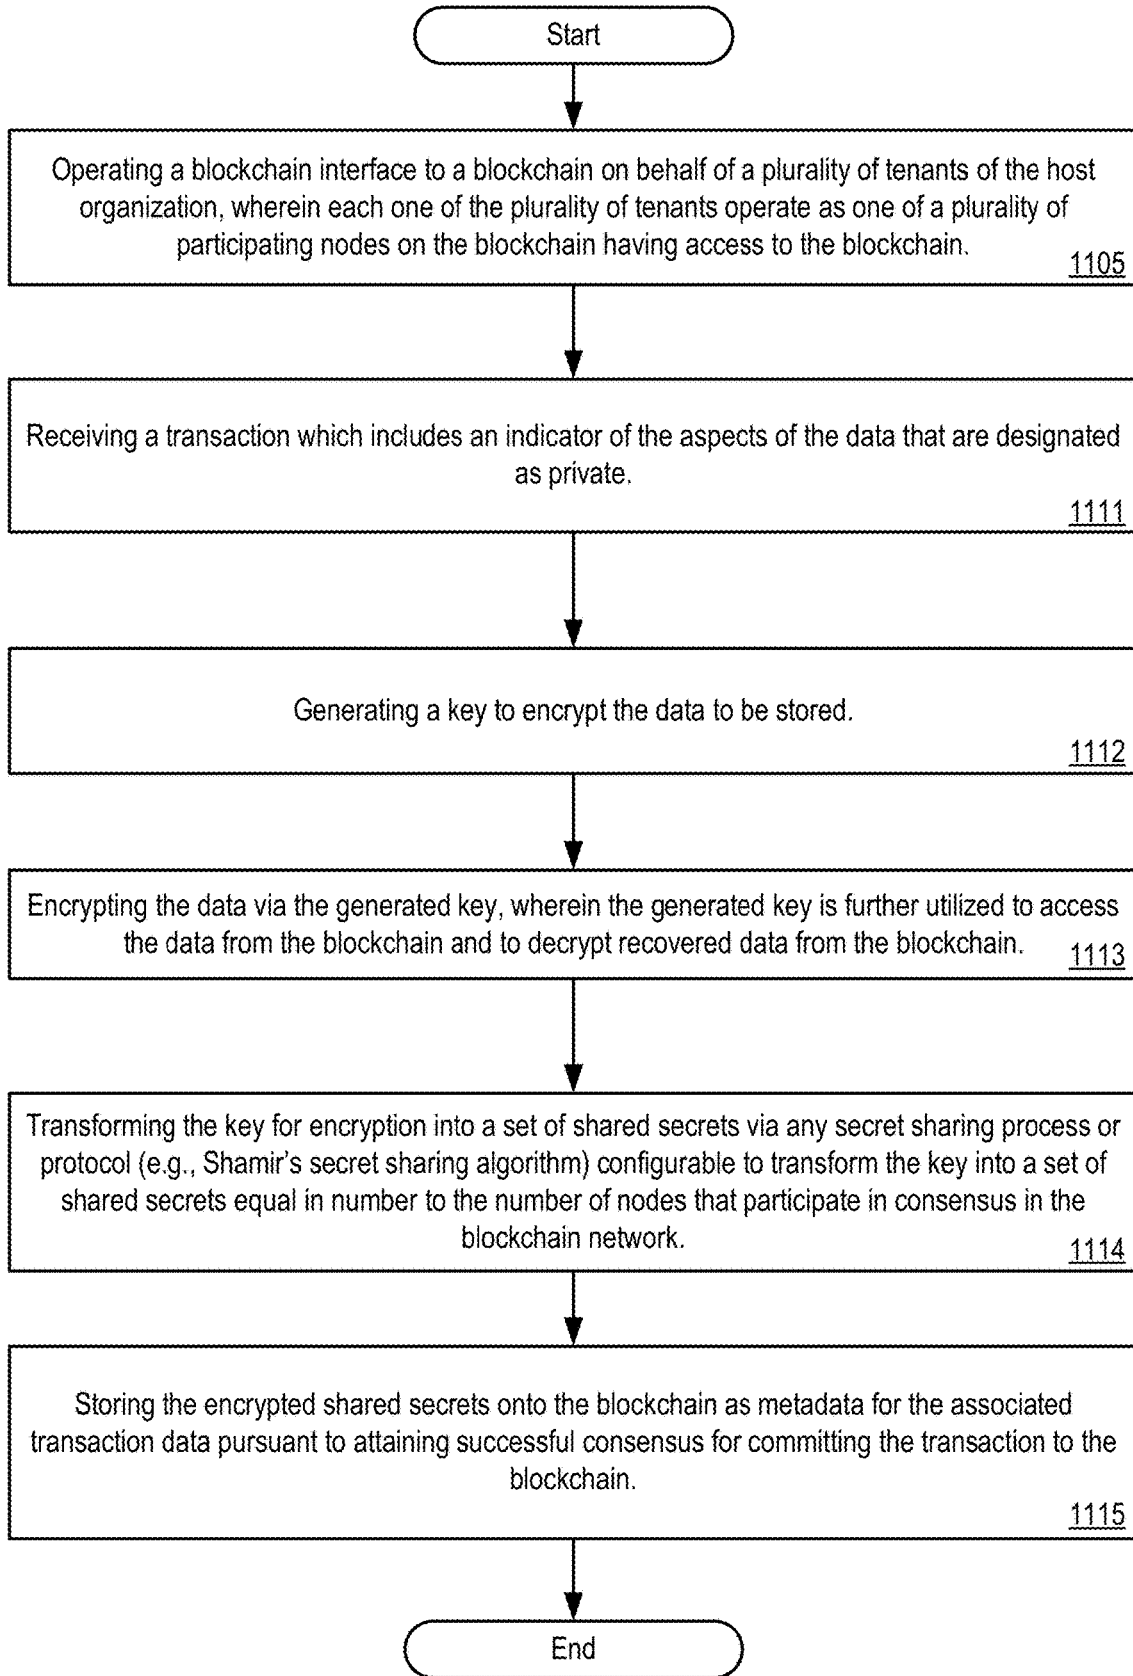 Start
Operating a blockchain interface to a blockchain on behalf of a plurality of tenants of the host
organization, wherein each one of the plurality of tenants operate as one of a plurality of
participating nodes on the blockchain having access to the blockchain.
1105
Receiving a transaction which includes an indicator of the aspects of the data that are designated
as private.
1111
Generating a key to encrypt the data to be stored.
1112
Encrypting the data via the generated key, wherein the generated key is further utilized to access
the data from the blockchain and to decrypt recovered data from the blockchain.
1113
Transforming the key for encryption into a set of shared secrets via any secret sharing process or
protocol (e.g., Shamir's secret sharing algorithm) configurable to transform the key into a set of
shared secrets equal in number to the number of nodes that participate in consensus in the
blockchain network.
1114
Storing the encrypted shared secrets onto the blockchain as metadata for the associated
transaction data pursuant to attaining successful consensus for committing the transaction to the
blockchain.
1115
End